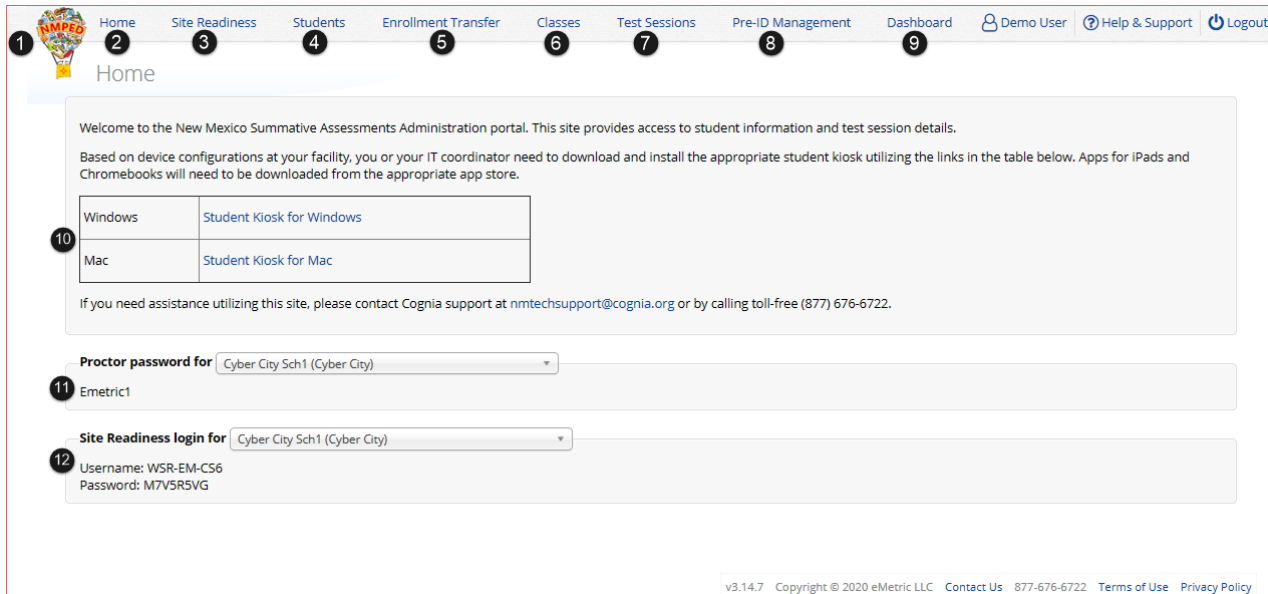 NMPED
Home Site Readiness Students Enrollment Transfer Classes Test Sessions Pre-ID Management Dashboard Demo User Help & Support Logout
1 2 3 4 5 6 7 8 9
Home
Welcome to the New Mexico Summative Assessments Administration portal. This site provides access to student information and test session details.
Based on device configurations at your facility, you or your IT coordinator need to download and install the appropriate student kiosk utilizing the links in the table below. Apps for iPads and
Chromebooks will need to be downloaded from the appropriate app store.
Windows Student Kiosk for Windows
10
Mac Student Kiosk for Mac
If you need assistance utilizing this site, please contact Cognia support at nmtechsupport@cognia.org or by calling toll-free (877) 676-6722.
Proctor password for Cyber City Sch1 (Cyber City)
11 Emetric1
Site Readiness login for Cyber City Sch1 (Cyber City)
12
Username: WSR-EM-CS6
Password: M7V5R5VG
v3.14.7 Copyright © 2020 eMetric LLC Contact Us 877-676-6722 Terms of Use Privacy Policy